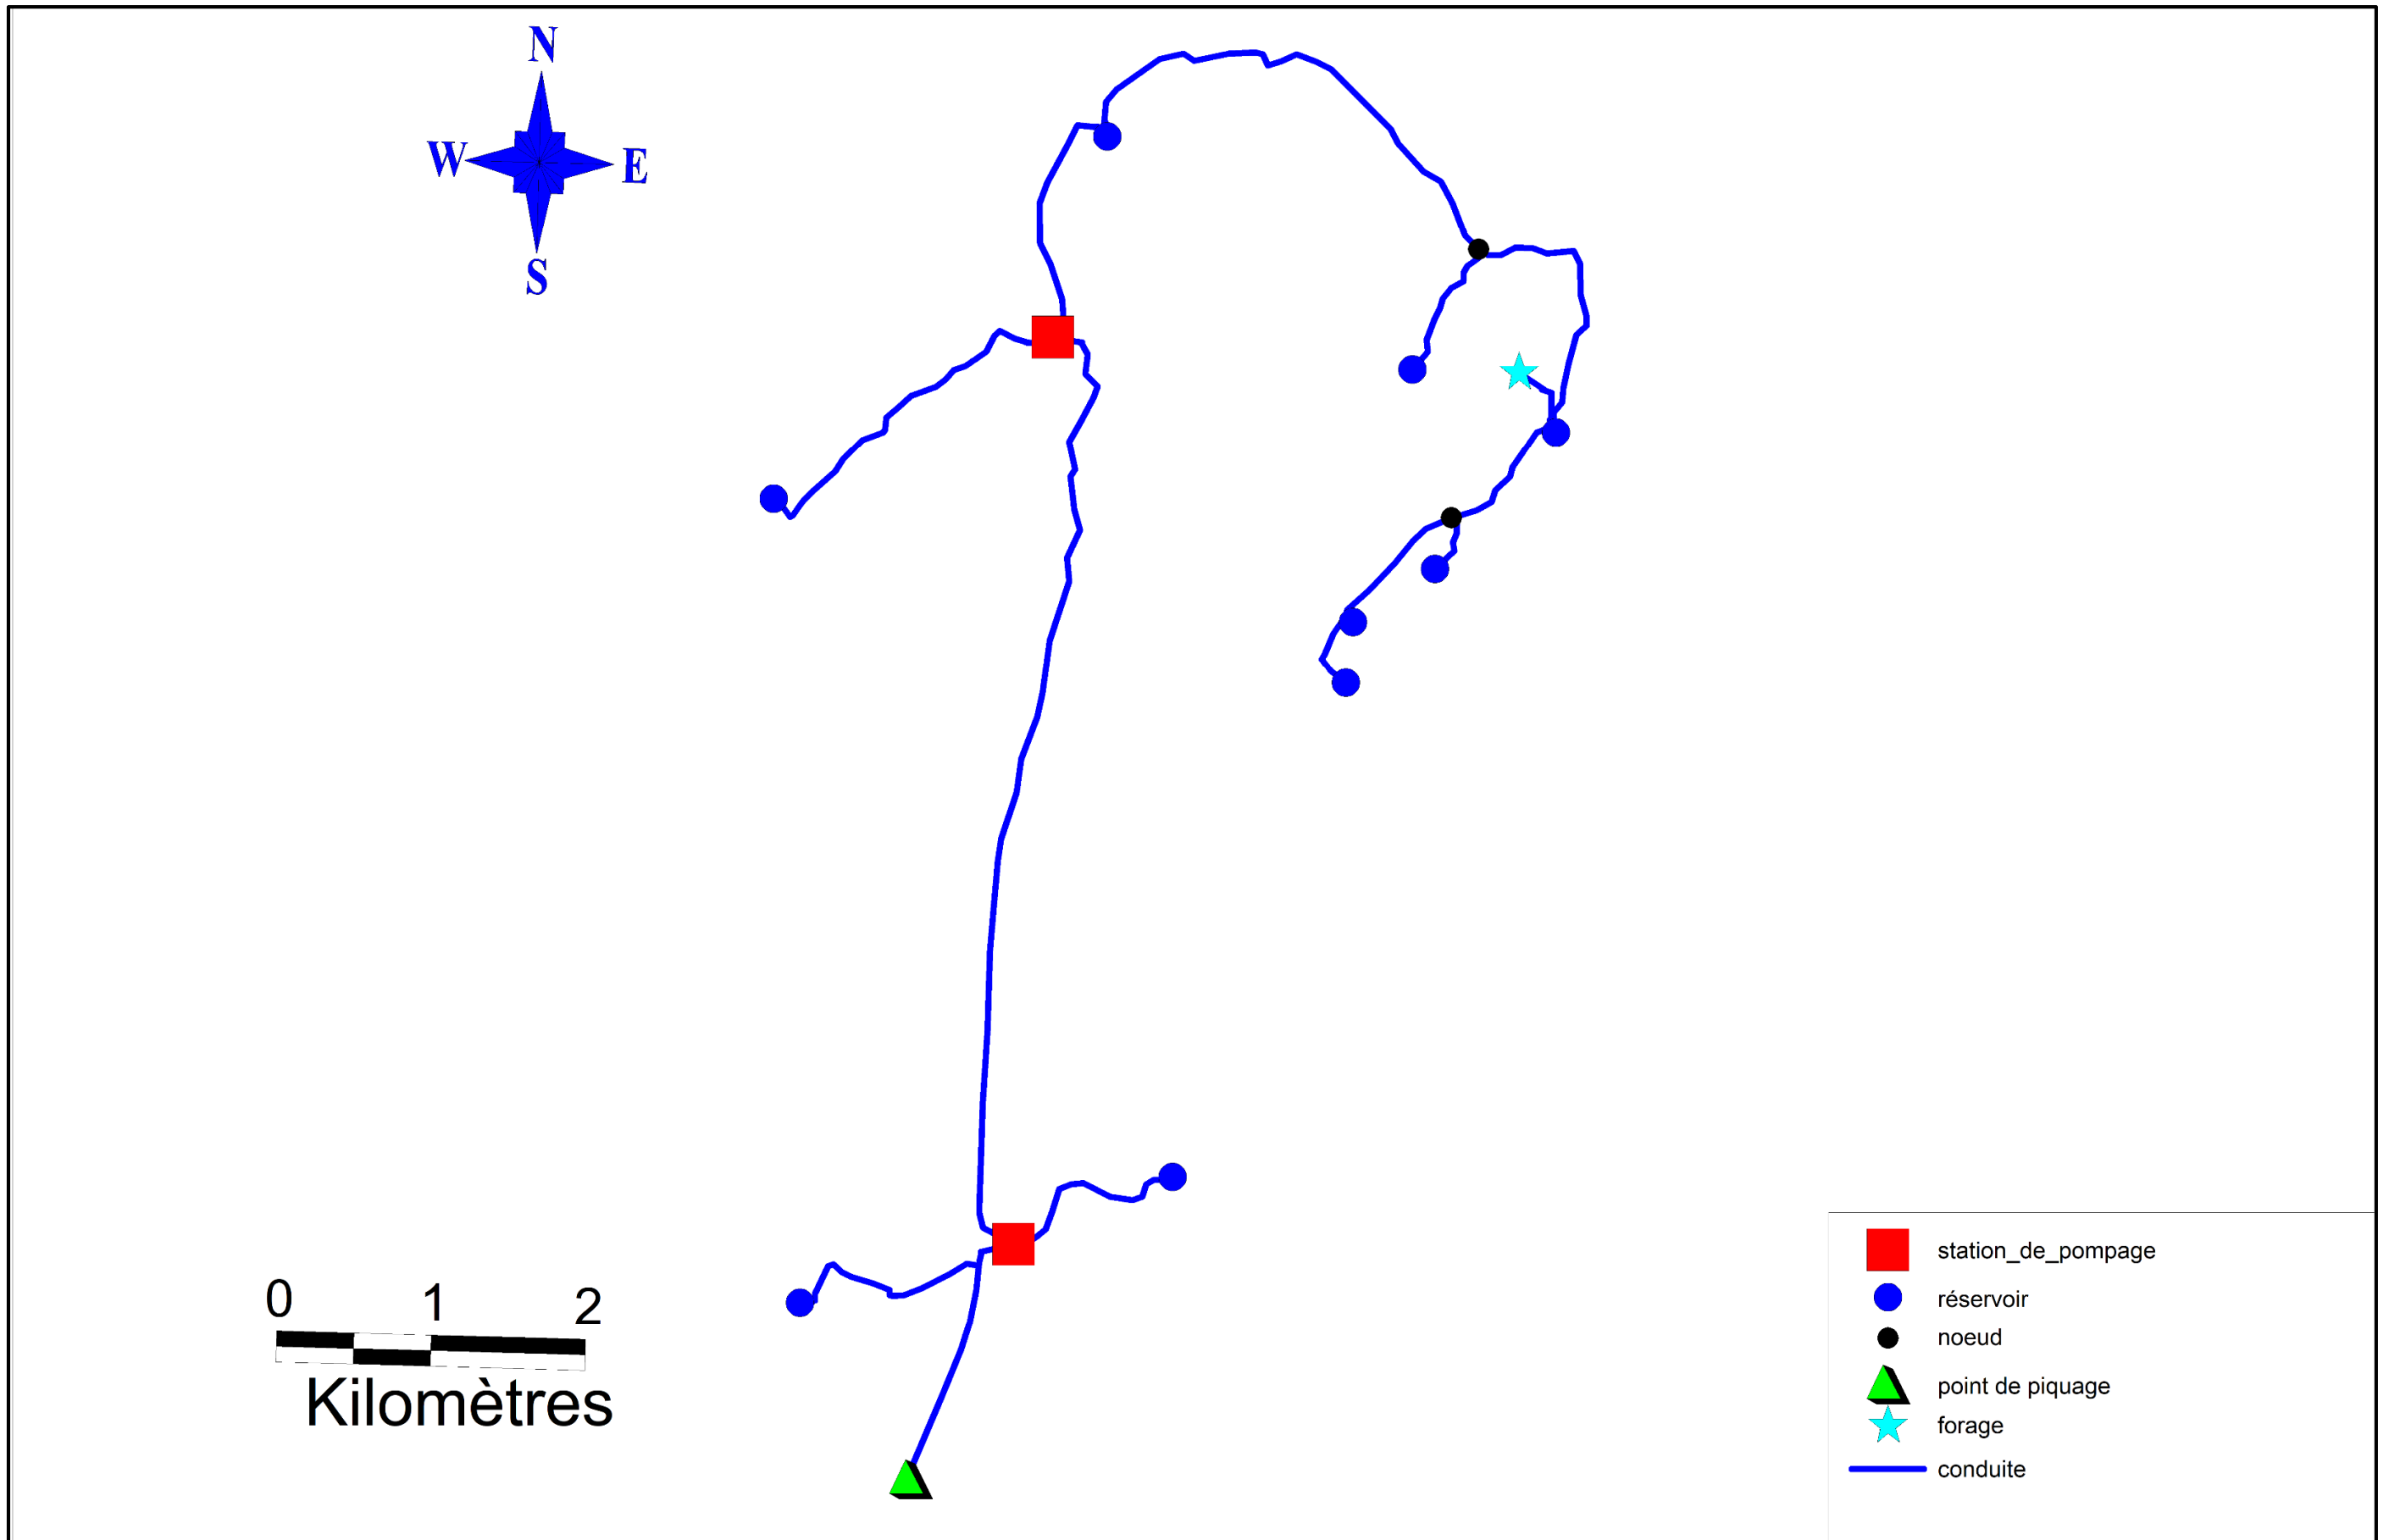 N
W E
S
0 1 2
Kilomètres
station_de_pompage
réservoir
noeud
point de piquage
forage
conduite